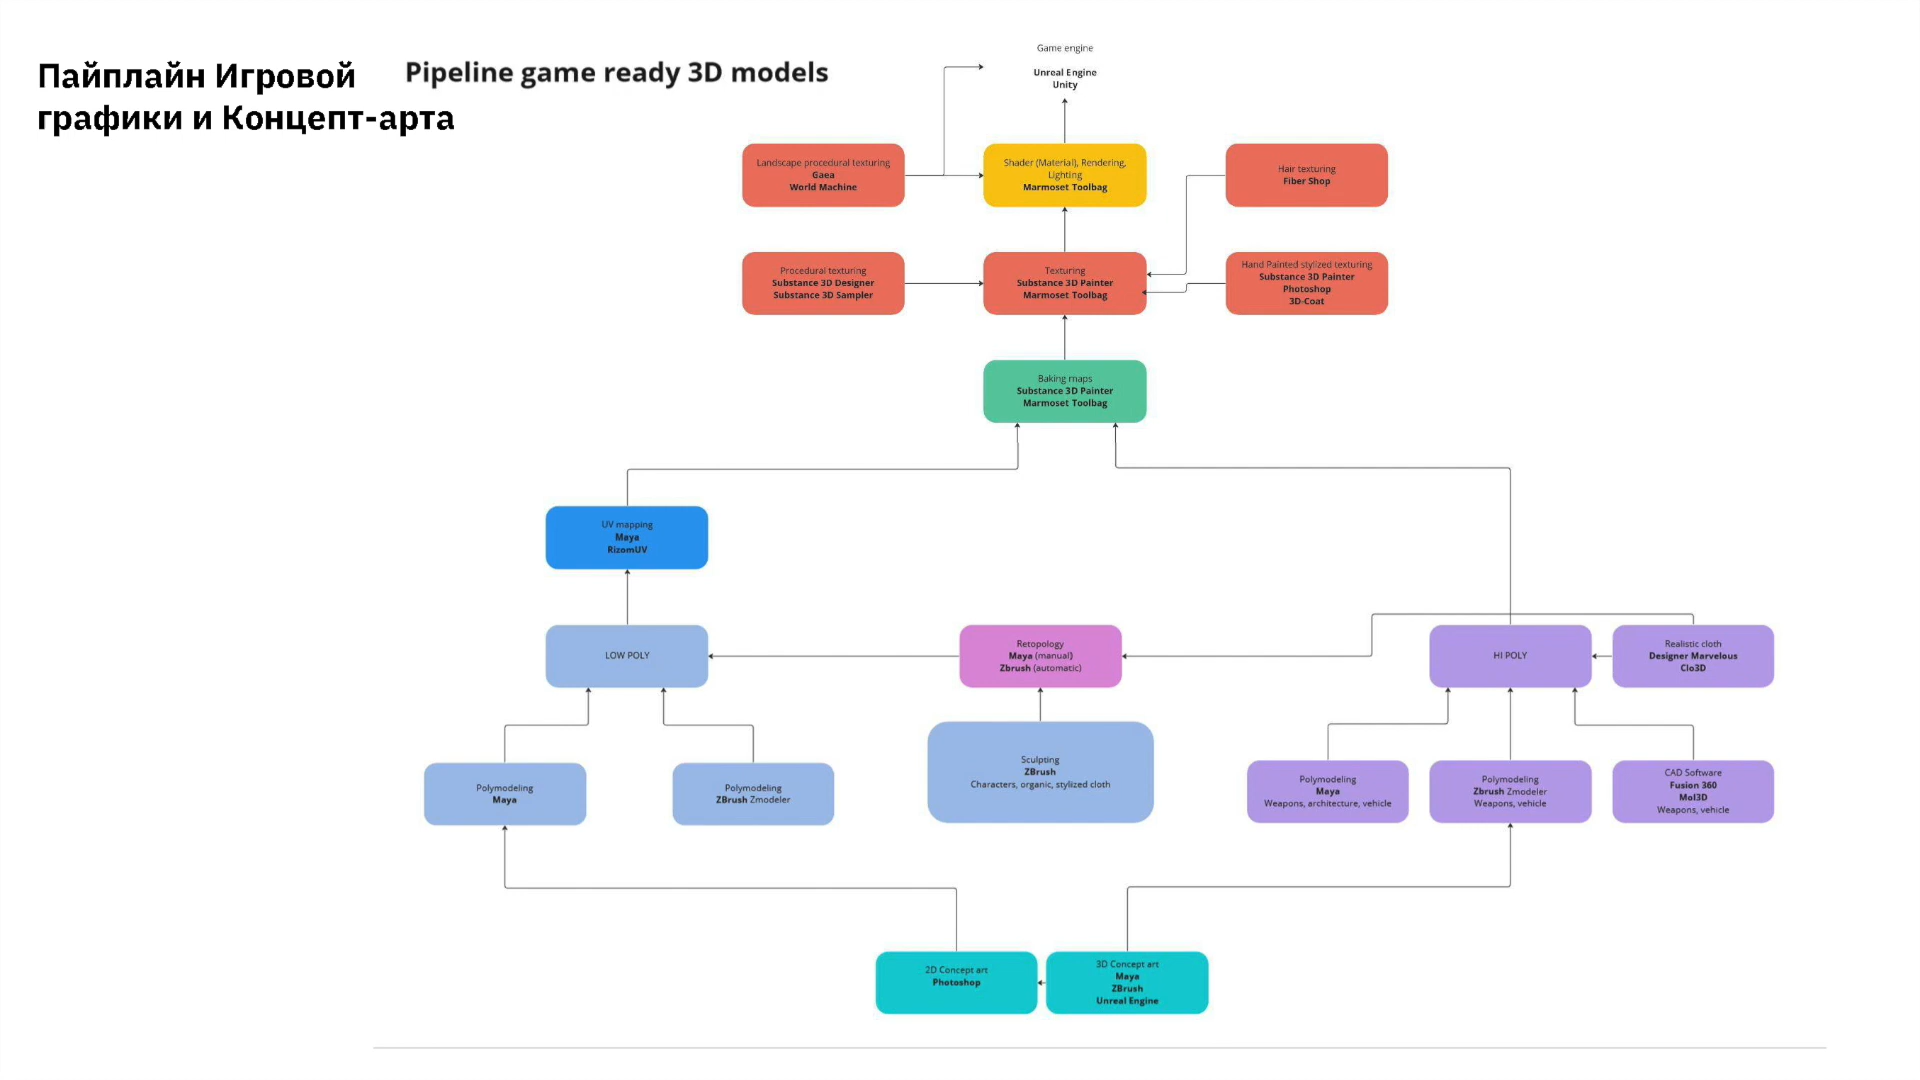 Пайплайн Игровой
графики и Концепт-арта
Pipeline game ready 3D models
Game engine
Unreal Engine
Unity
Landscape procedural texturing
Gaea
World Machine
Shader (Material), Rendering,
Lighting
Marmoset Toolbag
Hair texturing
Fiber Shop
Procedural texturing
Substance 3D Designer
Substance 3D Sampler
Texturing
Substance 3D Painter
Marmoset Toolbag
Hand Painted stylized texturing
Substance 3D Painter
Photoshop
3D-Coat
Baking maps
Substance 3D Painter
Marmoset Toolbag
UV mapping
Maya
RizomUV
LOW POLY
Retopology
Maya (manual)
Zbrush (automatic)
HI POLY
Realistic cloth
Designer Marvelous
Clo3D
Polymodeling
Maya
Polymodeling
ZBrush Zmodeler
Sculpting
ZBrush
Characters, organic, stylized cloth
Polymodeling
Maya
Weapons, architecture, vehicle
Polymodeling
Zbrush Zmodeler
Weapons, vehicle
CAD Software
Fusion 360
MoI3D
Weapons, vehicle
2D Concept art
Photoshop
3D Concept art
Maya
ZBrush
Unreal Engine